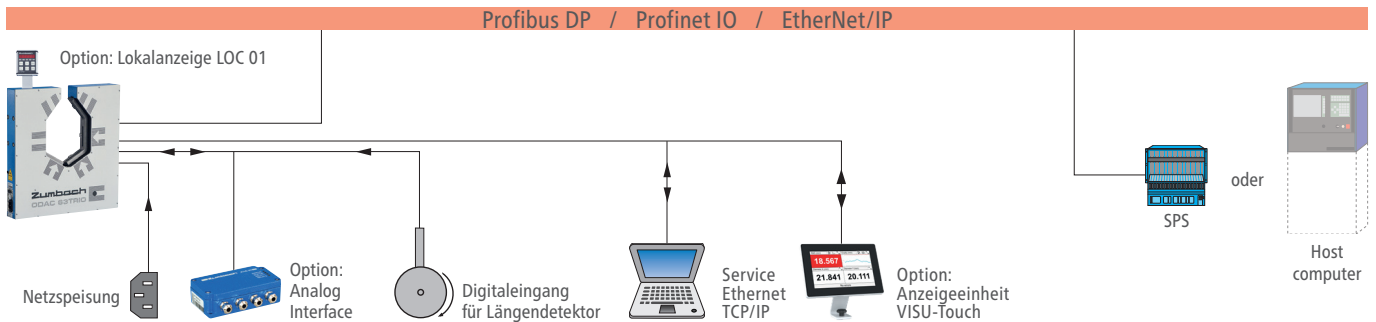 Profibus DP / Profinet IO / EtherNet/IP
Option: Lokalanzeige LOC 01
Zumbach
ODAC 63TRIO
Netzspeisung
Option:
Analog
Interface
Digitaleingang
für Längendetektor
Service
Ethernet
TCP/IP
18.567
21.841 20.111
Option:
Anzeigeeinheit
VISU-Touch
SPS
oder
Host
computer